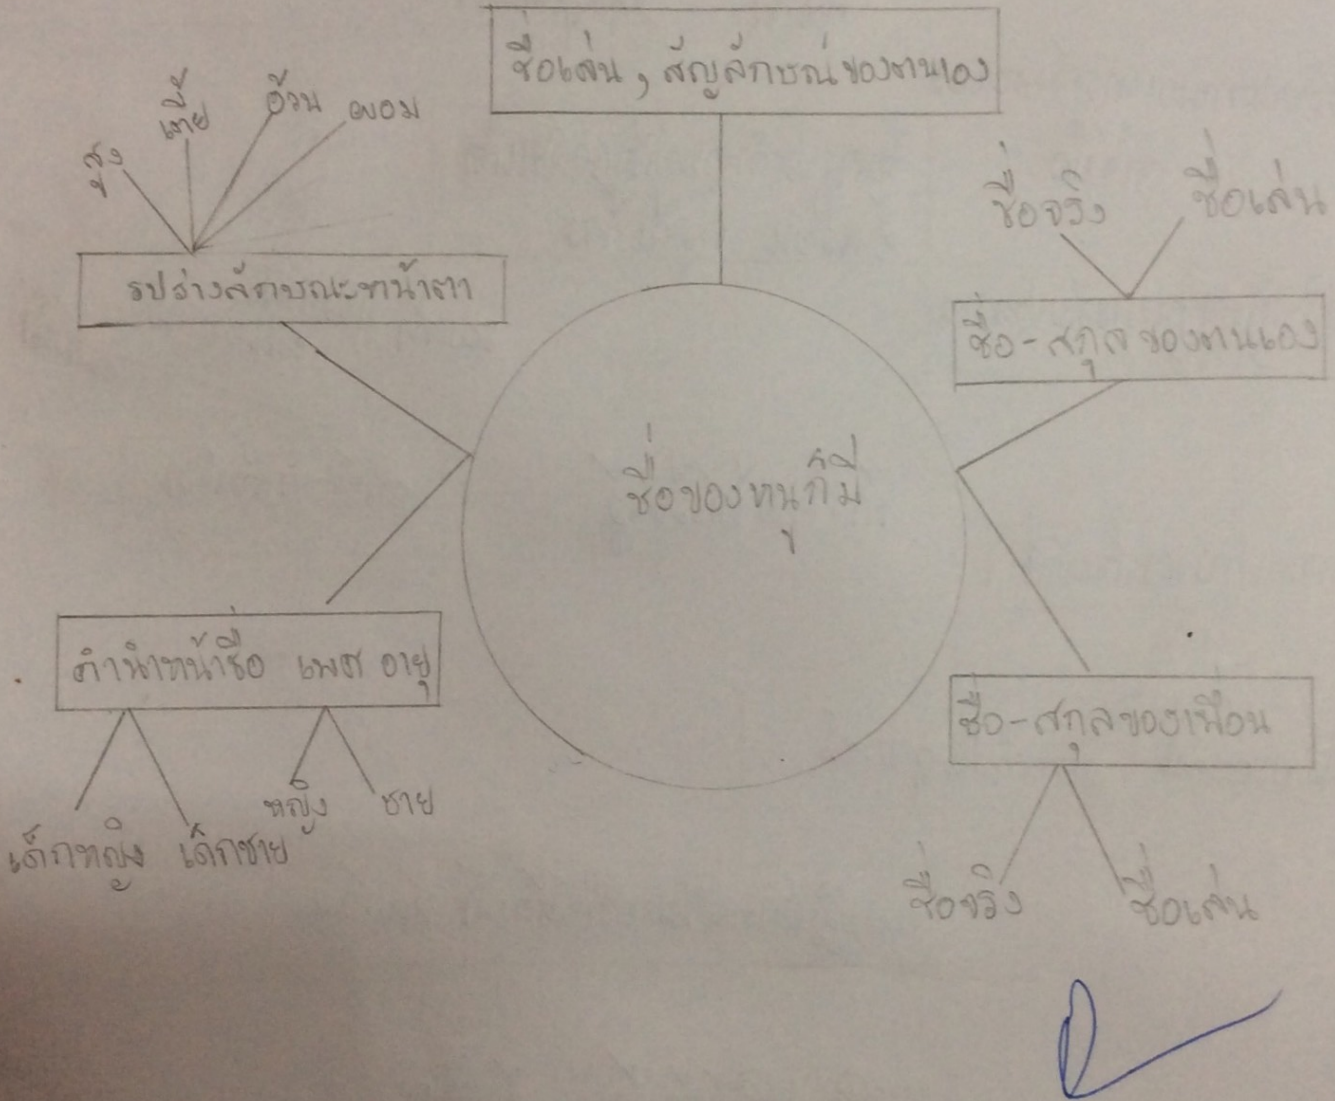 ชื่อเล่น, สัญลักษณ์ของตนเอง
สูง เตี้ย อ้วน ผอม
รูปร่างลักษณะหน้าตา
ชื่อจริง ชื่อเล่น
ชื่อ-สกุล ของตนเอง
ชื่อของหนูก็มี
คำนำหน้าชื่อ เพศ อายุ
เด็กหญิง เด็กชาย หญิง ชาย
ชื่อ-สกุลของเพื่อน
ชื่อจริง ชื่อเล่น